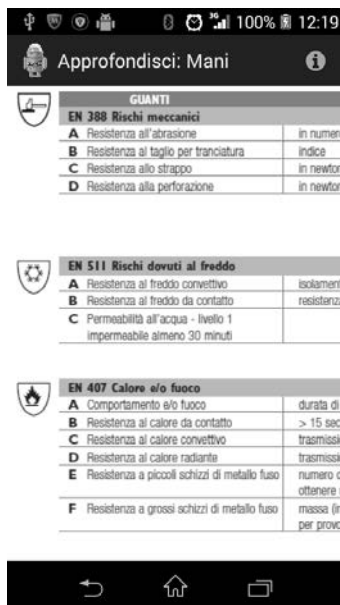 3G 100% 12:19
Approfondisci: Mani
GUANTI
EN 388 Rischi meccanici
A Resistenza all'abrasione in numero
B Resistenza al taglio per tranciatura indice
C Resistenza allo strappo in newton
D Resistenza alla perforazione in newton
EN 511 Rischi dovuti al freddo
A Resistenza al freddo convettivo isolament
B Resistenza al freddo da contatto resistenza
C Permeabilità all'acqua - livello 1
impermeabile almeno 30 minuti
EN 407 Calore e/o fuoco
A Comportamento e/o fuoco durata di
B Resistenza al calore da contatto > 15 sec
C Resistenza al calore convettivo trasmissi
D Resistenza al calore radiante trasmissi
E Resistenza a piccoli schizzi di metallo fuso numero d
ottenere
F Resistenza a grossi schizzi di metallo fuso massa (in
per provo